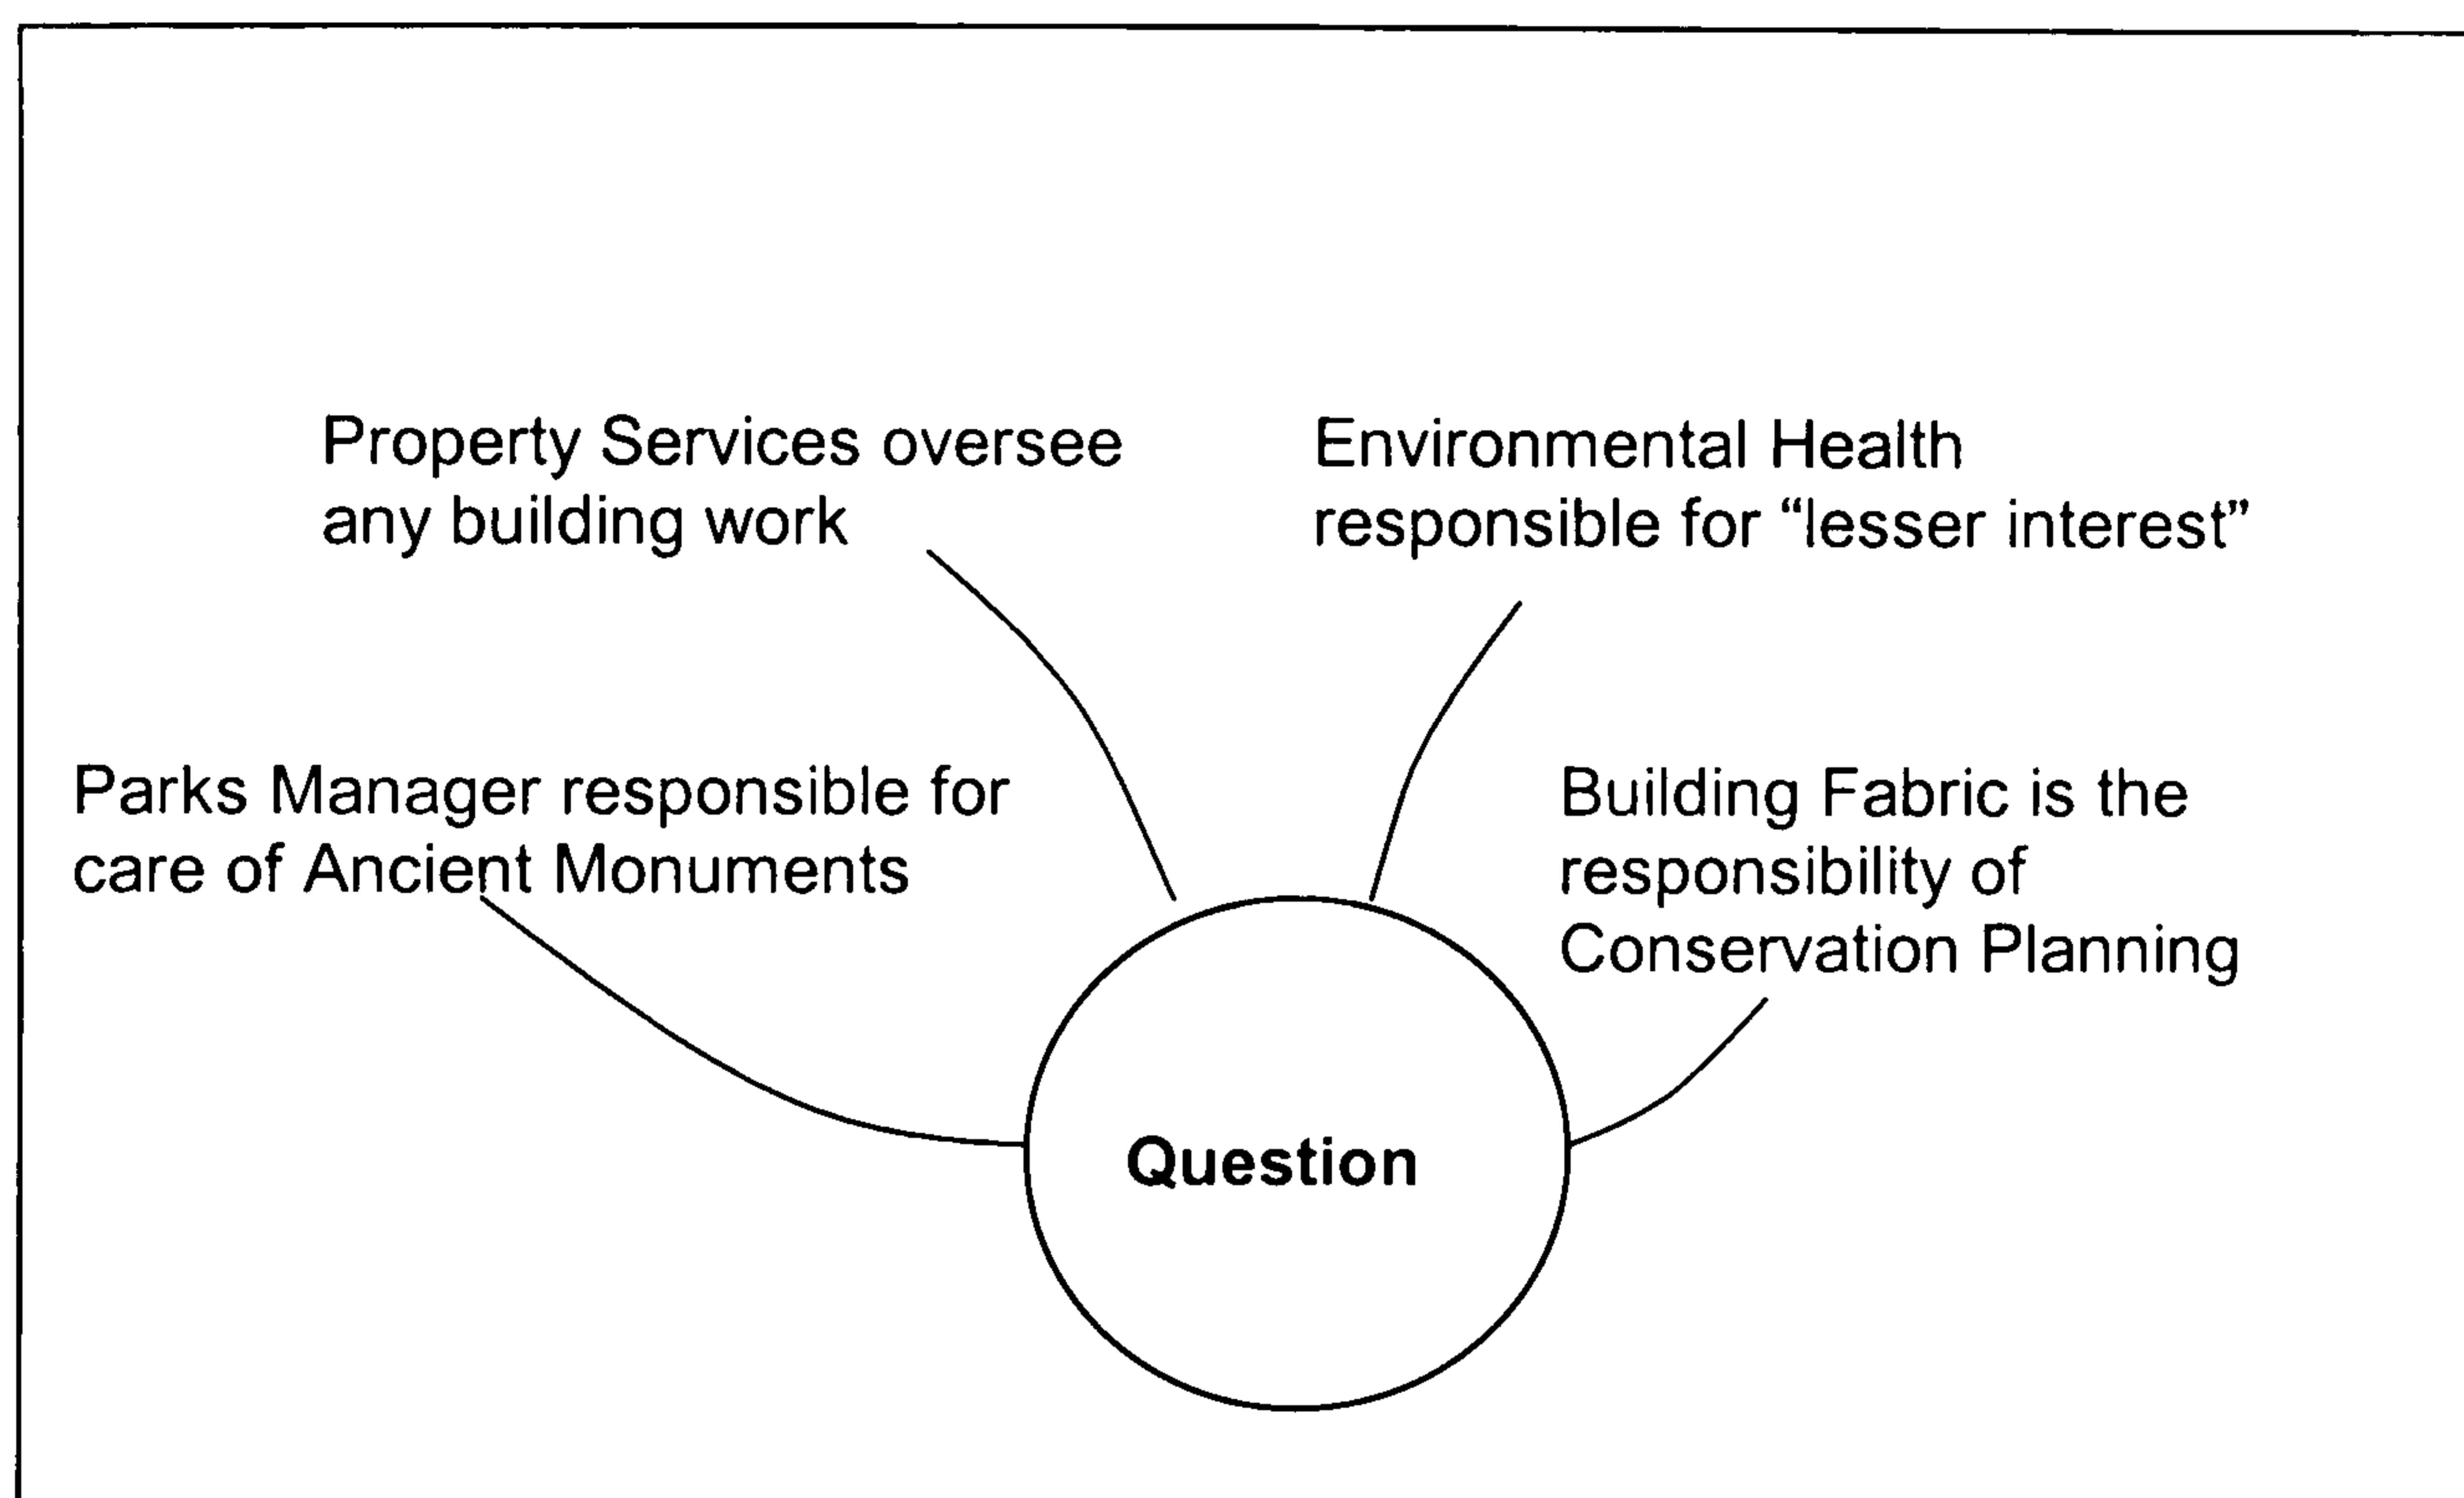 Property Services oversee
any building work
Environmental Health
responsible for “lesser interest”
Parks Manager responsible for
care of Ancient Monuments
Building Fabric is the
responsibility of
Conservation Planning
Question